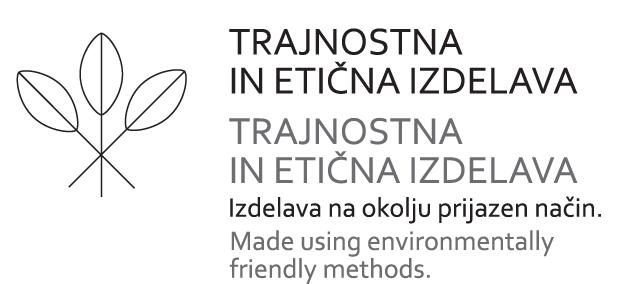 TRAJNOSTNA
IN ETIČNA IZDELAVA
TRAJNOSTNA
IN ETIČNA IZDELAVA
Izdelava na okolju prijazen način.
Made using environmentally
friendly methods.